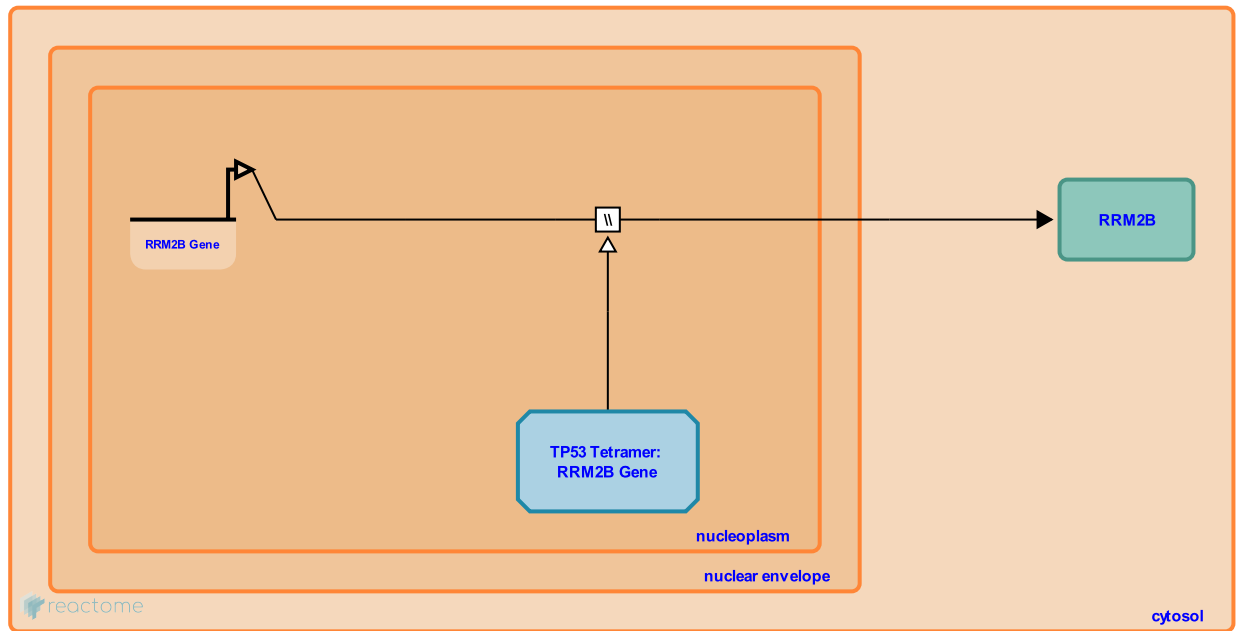 RRM2B Gene
\\
RRM2B
TP53 Tetramer:
RRM2B Gene
nucleoplasm
nuclear envelope
reactome
cytosol